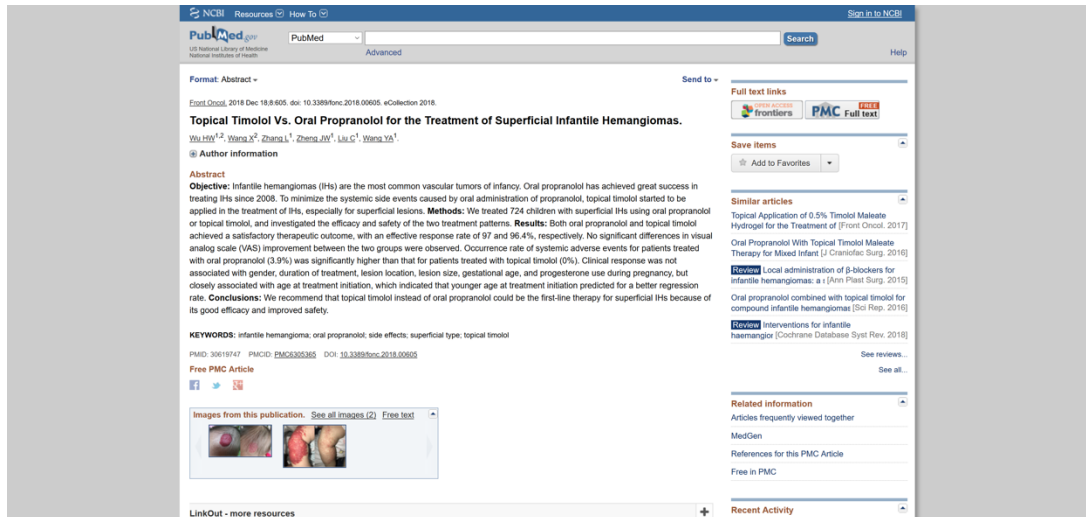 NCBI Resources How To Sign in to NCBI
PubMed.gov
US National Library of Medicine
National Institutes of Health
PubMed
Search
Advanced
Help
Format: Abstract
Send to
Front Oncol. 2018 Dec 18;8:605. doi: 10.3389/fonc.2018.00605. eCollection 2018.
Topical Timolol Vs. Oral Propranolol for the Treatment of Superficial Infantile Hemangiomas.
Wu HW1,2, Wang X2, Zhang L1, Zheng JW1, Liu C1, Wang YA1.
Author information
Abstract
Objective: Infantile hemangiomas (IHs) are the most common vascular tumors of infancy. Oral propranolol has achieved great success in
treating IHs since 2008. To minimize the systemic side events caused by oral administration of propranolol, topical timolol started to be
applied in the treatment of IHs, especially for superficial lesions. Methods: We treated 724 children with superficial IHs using oral propranolol
or topical timolol, and investigated the efficacy and safety of the two treatment patterns. Results: Both oral propranolol and topical timolol
achieved a satisfactory therapeutic outcome, with an effective response rate of 97 and 96.4%, respectively. No significant differences in visual
analog scale (VAS) improvement between the two groups were observed. Occurrence rate of systemic adverse events for patients treated
with oral propranolol (3.9%) was significantly higher than that for patients treated with topical timolol (0%). Clinical response was not
associated with gender, duration of treatment, lesion location, lesion size, gestational age, and progesterone use during pregnancy, but
closely associated with age at treatment initiation, which indicated that younger age at treatment initiation predicted for a better regression
rate. Conclusions: We recommend that topical timolol instead of oral propranolol could be the first-line therapy for superficial IHs because of
its good efficacy and improved safety.
KEYWORDS: infantile hemangioma; oral propranolol; side effects; superficial type; topical timolol
PMID: 30619747 PMCID: PMC6305365 DOI: 10.3389/fonc.2018.00605
Free PMC Article
Images from this publication. See all images (2) Free text
LinkOut - more resources
Full text links
OPEN ACCESS
frontiers
PMC FREE Full text
Save items
Add to Favorites
Similar articles
Topical Application of 0.5% Timolol Maleate
Hydrogel for the Treatment of [Front Oncol. 2017]
Oral Propranolol With Topical Timolol Maleate
Therapy for Mixed Infant [J Craniofac Surg. 2016]
Review Local administration of β-blockers for
infantile hemangiomas: a [Ann Plast Surg. 2015]
Oral propranolol combined with topical timolol for
compound infantile hemangiomas [Sci Rep. 2016]
Review Interventions for infantile
haemangior [Cochrane Database Syst Rev. 2018]
See reviews...
See all...
Related information
Articles frequently viewed together
MedGen
References for this PMC Article
Free in PMC
Recent Activity